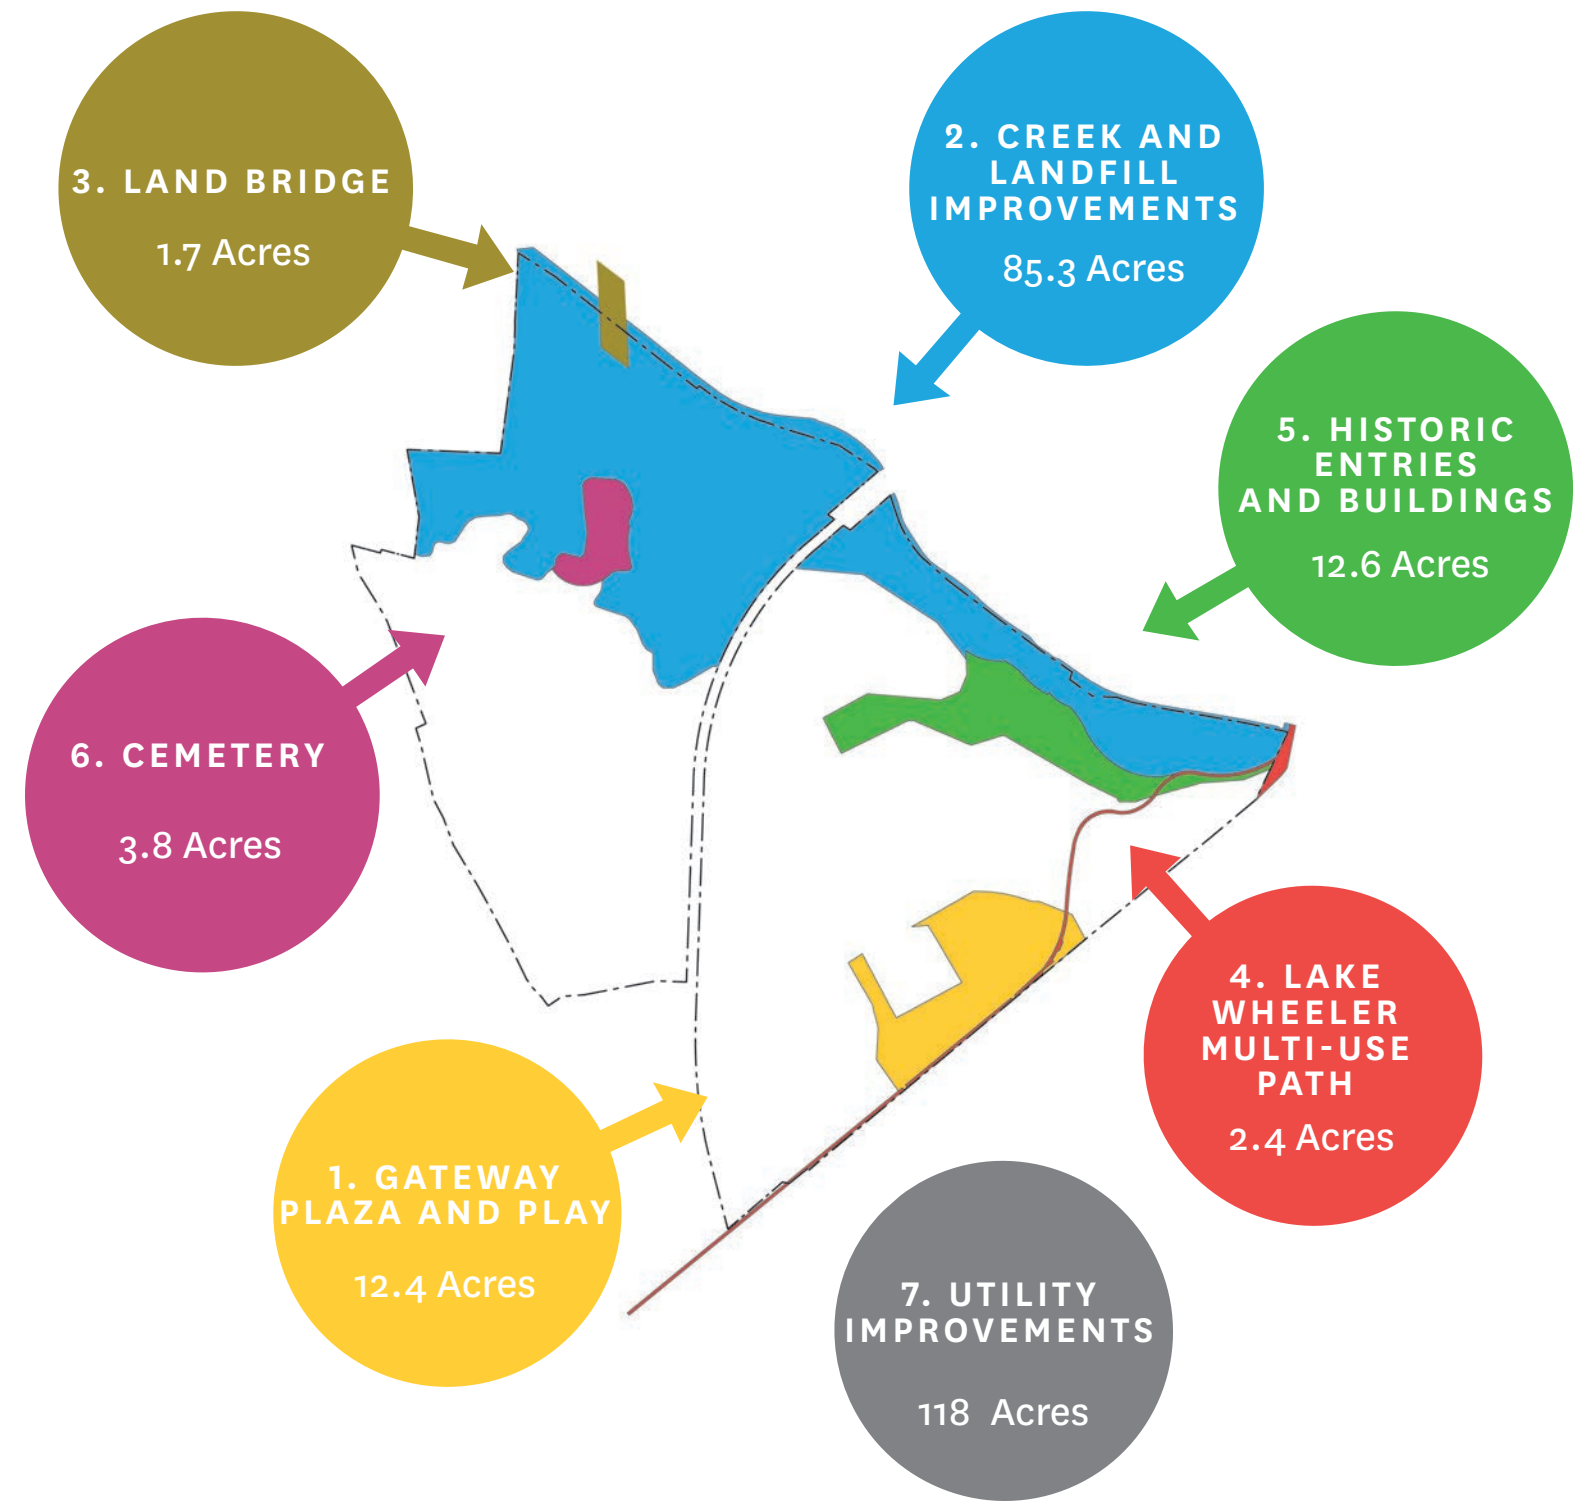 3. LAND BRIDGE
1.7 Acres
2. CREEK AND
LANDFILL
IMPROVEMENTS
85.3 Acres
5. HISTORIC
ENTRIES
AND BUILDINGS
12.6 Acres
6. CEMETERY
3.8 Acres
4. LAKE
WHEELER
MULTI-USE
PATH
2.4 Acres
1. GATEWAY
PLAZA AND PLAY
12.4 Acres
7. UTILITY
IMPROVEMENTS
118 Acres